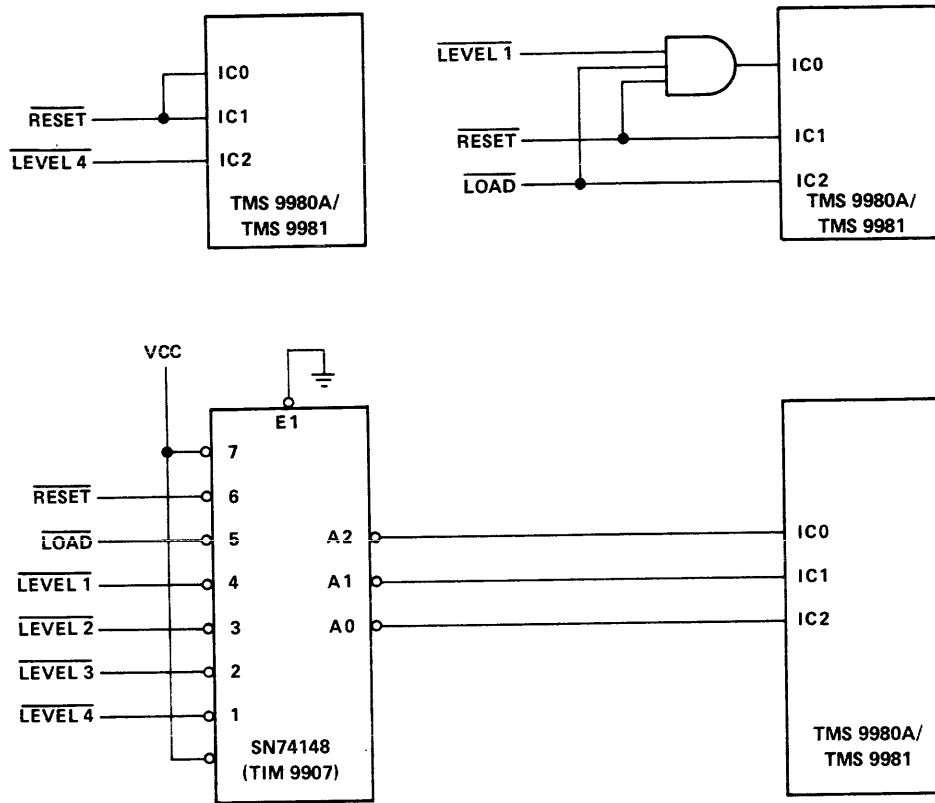 IC0
RESET
IC1
LEVEL 4
IC2
TMS 9980A/
TMS 9981
LEVEL 1
IC0
RESET
IC1
LOAD
IC2
TMS 9980A/
TMS 9981
VCC
E1
7
RESET
6
LOAD
5
A2
IC0
LEVEL 1
4
A1
IC1
LEVEL 2
3
A0
IC2
LEVEL 3
2
LEVEL 4
1
SN74148
(TIM 9907)
TMS 9980A/
TMS 9981